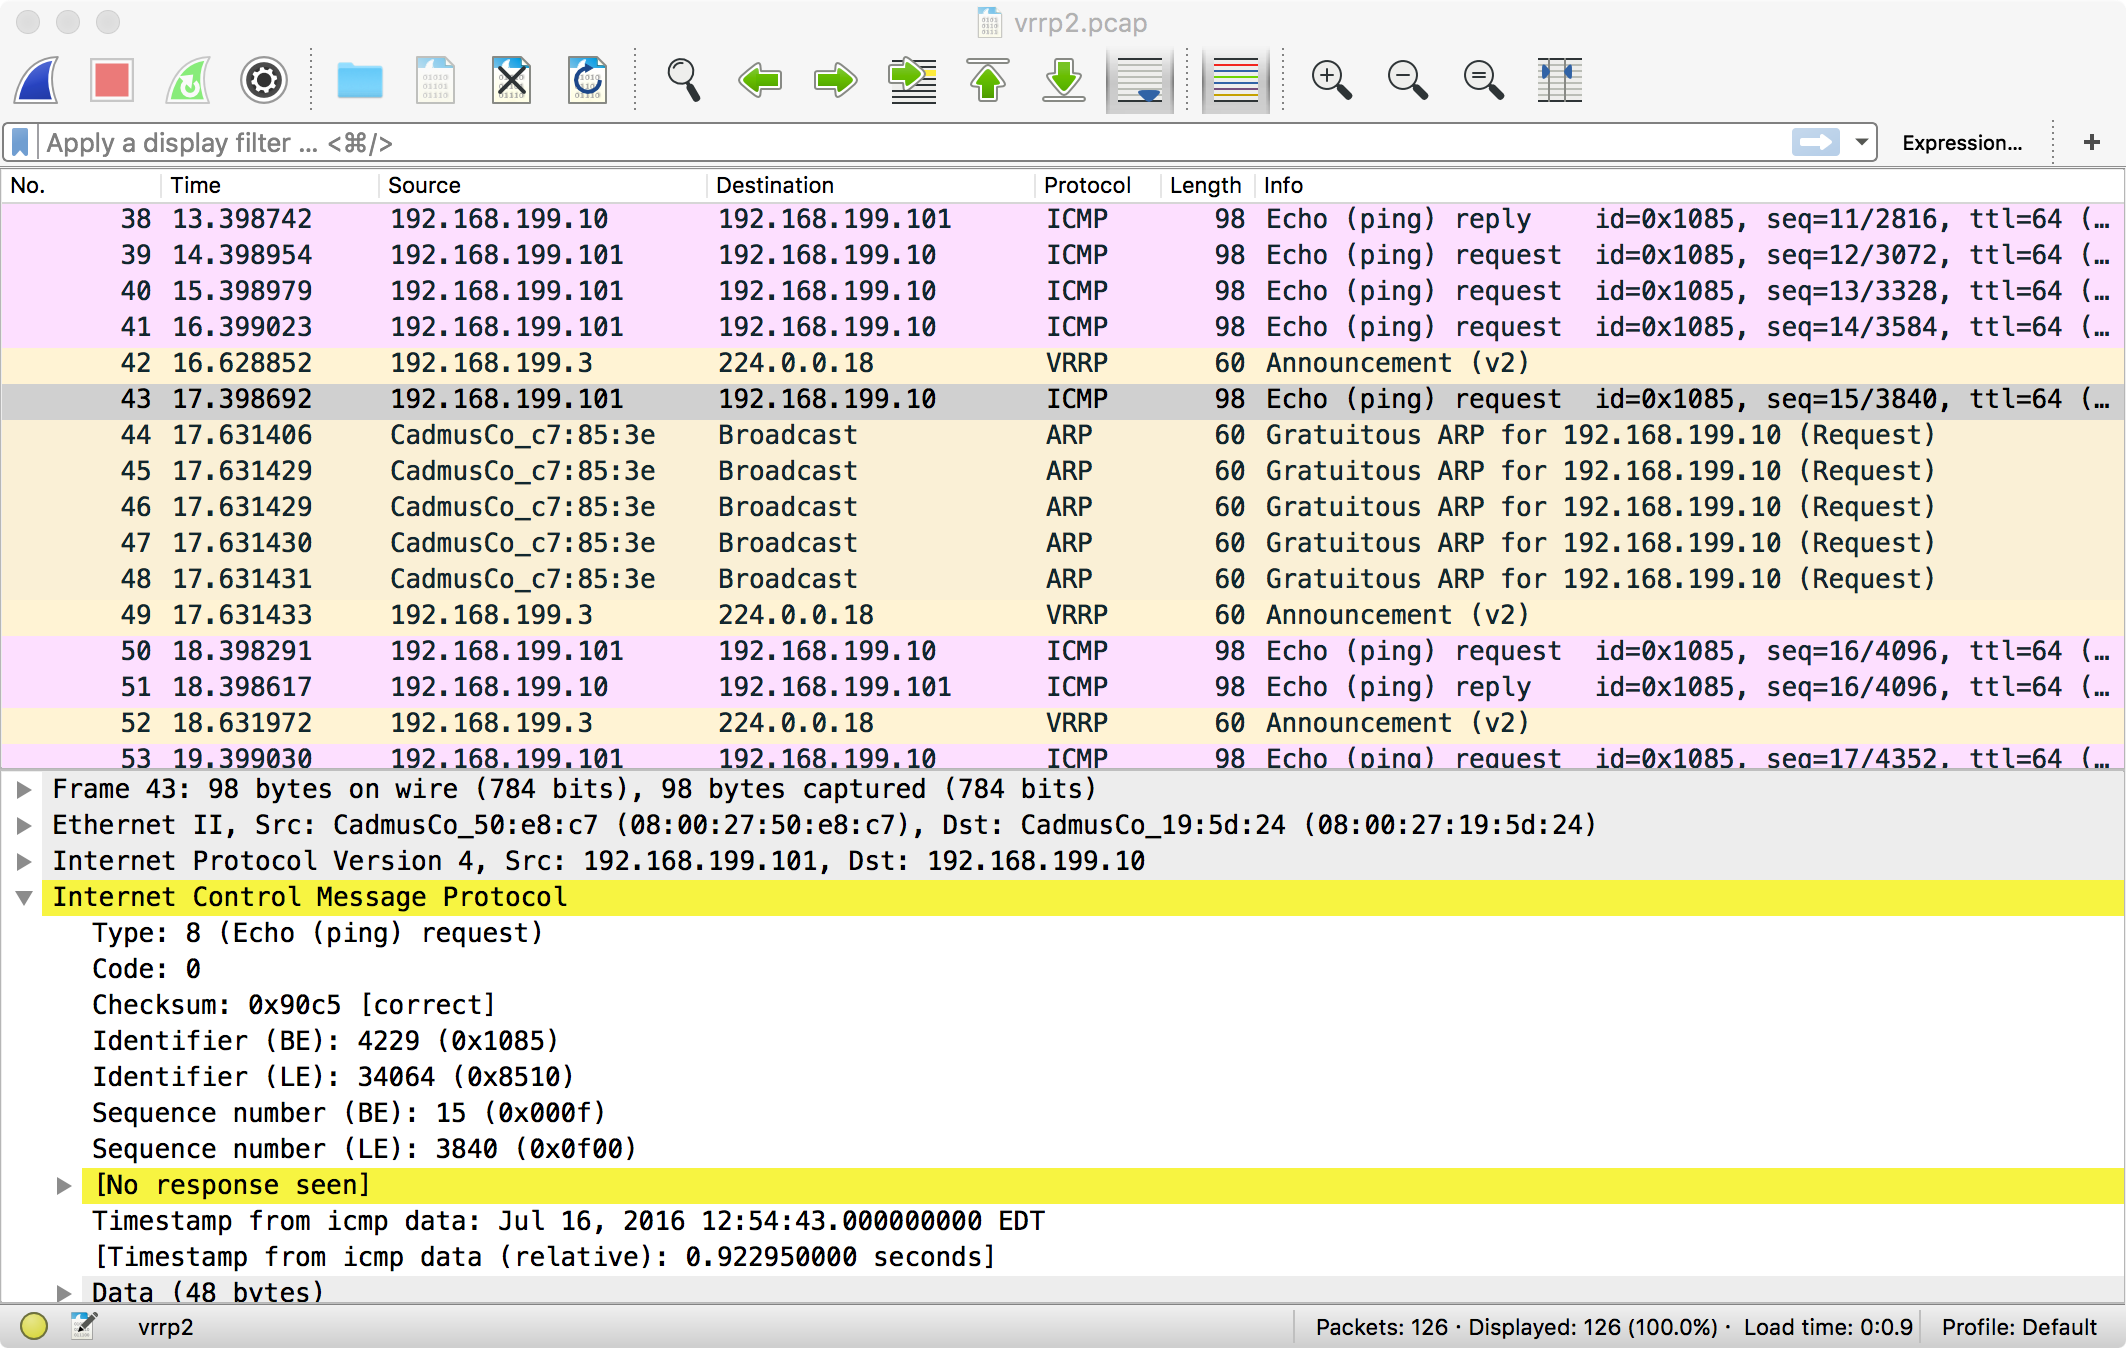 vrrp2.pcap
Apply a display filter ... <⌘/>
Expression...
+
No. Time Source Destination Protocol Length Info
38 13.398742 192.168.199.10 192.168.199.101 ICMP 98 Echo (ping) reply id=0x1085, seq=11/2816, ttl=64 (…
39 14.398954 192.168.199.101 192.168.199.10 ICMP 98 Echo (ping) request id=0x1085, seq=12/3072, ttl=64 (…
40 15.398979 192.168.199.101 192.168.199.10 ICMP 98 Echo (ping) request id=0x1085, seq=13/3328, ttl=64 (…
41 16.399023 192.168.199.101 192.168.199.10 ICMP 98 Echo (ping) request id=0x1085, seq=14/3584, ttl=64 (…
42 16.628852 192.168.199.3 224.0.0.18 VRRP 60 Announcement (v2)
43 17.398692 192.168.199.101 192.168.199.10 ICMP 98 Echo (ping) request id=0x1085, seq=15/3840, ttl=64 (…
44 17.631406 CadmusCo_c7:85:3e Broadcast ARP 60 Gratuitous ARP for 192.168.199.10 (Request)
45 17.631429 CadmusCo_c7:85:3e Broadcast ARP 60 Gratuitous ARP for 192.168.199.10 (Request)
46 17.631429 CadmusCo_c7:85:3e Broadcast ARP 60 Gratuitous ARP for 192.168.199.10 (Request)
47 17.631430 CadmusCo_c7:85:3e Broadcast ARP 60 Gratuitous ARP for 192.168.199.10 (Request)
48 17.631431 CadmusCo_c7:85:3e Broadcast ARP 60 Gratuitous ARP for 192.168.199.10 (Request)
49 17.631433 192.168.199.3 224.0.0.18 VRRP 60 Announcement (v2)
50 18.398291 192.168.199.101 192.168.199.10 ICMP 98 Echo (ping) request id=0x1085, seq=16/4096, ttl=64 (…
51 18.398617 192.168.199.10 192.168.199.101 ICMP 98 Echo (ping) reply id=0x1085, seq=16/4096, ttl=64 (…
52 18.631972 192.168.199.3 224.0.0.18 VRRP 60 Announcement (v2)
53 19.399030 192.168.199.101 192.168.199.10 ICMP 98 Echo (ping) request id=0x1085, seq=17/4352, ttl=64 (…
Frame 43: 98 bytes on wire (784 bits), 98 bytes captured (784 bits)
Ethernet II, Src: CadmusCo_50:e8:c7 (08:00:27:50:e8:c7), Dst: CadmusCo_19:5d:24 (08:00:27:19:5d:24)
Internet Protocol Version 4, Src: 192.168.199.101, Dst: 192.168.199.10
Internet Control Message Protocol
Type: 8 (Echo (ping) request)
Code: 0
Checksum: 0x90c5 [correct]
Identifier (BE): 4229 (0x1085)
Identifier (LE): 34064 (0x8510)
Sequence number (BE): 15 (0x000f)
Sequence number (LE): 3840 (0x0f00)
[No response seen]
Timestamp from icmp data: Jul 16, 2016 12:54:43.000000000 EDT
[Timestamp from icmp data (relative): 0.922950000 seconds]
Data (48 bytes)
vrrp2
Packets: 126 · Displayed: 126 (100.0%) · Load time: 0:0.9
Profile: Default